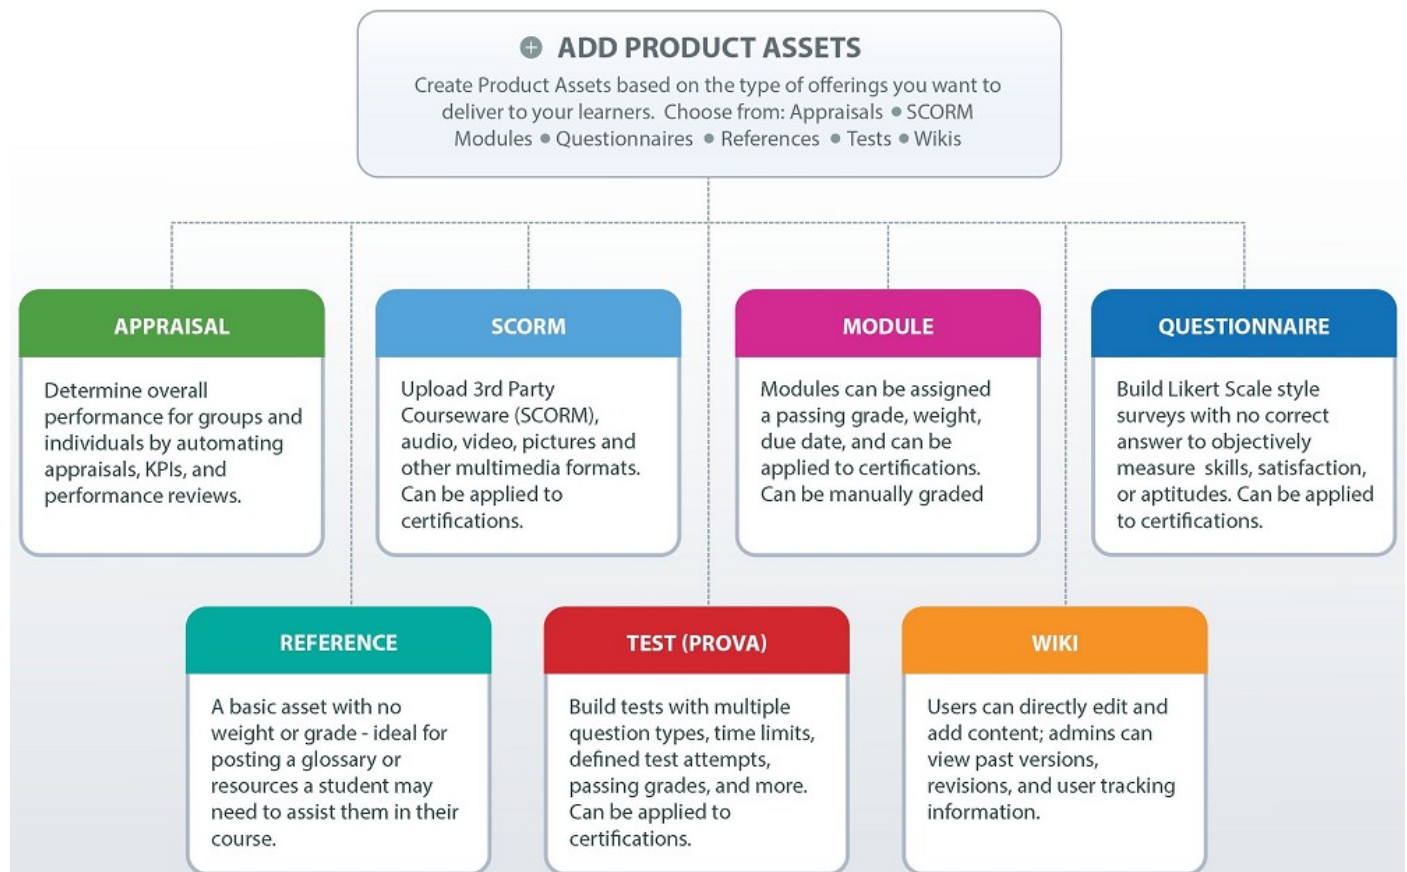 ADD PRODUCT ASSETS
Create Product Assets based on the type of offerings you want to
deliver to your learners. Choose from: Appraisals • SCORM
Modules • Questionnaires • References • Tests • Wikis
APPRAISAL
Determine overall
performance for groups and
individuals by automating
appraisals, KPIs, and
performance reviews.
SCORM
Upload 3rd Party
Courseware (SCORM),
audio, video, pictures and
other multimedia formats.
Can be applied to
certifications.
MODULE
Modules can be assigned
a passing grade, weight,
due date, and can be
applied to certifications.
Can be manually graded
QUESTIONNAIRE
Build Likert Scale style
surveys with no correct
answer to objectively
measure skills, satisfaction,
or aptitudes. Can be applied
to certifications.
REFERENCE
A basic asset with no
weight or grade - ideal for
posting a glossary or
resources a student may
need to assist them in their
course.
TEST (PROVA)
Build tests with multiple
question types, time limits,
defined test attempts,
passing grades, and more.
Can be applied to
certifications.
WIKI
Users can directly edit and
add content; admins can
view past versions,
revisions, and user tracking
information.